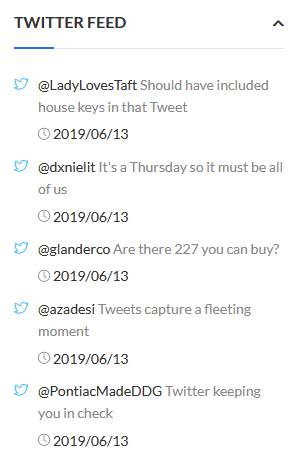 TWITTER FEED
@LadyLovesTaft Should have included
house keys in that Tweet
2019/06/13
@dxnielit It's a Thursday so it must be all
of us
2019/06/13
@glanderco Are there 227 you can buy?
2019/06/13
@azadesi Tweets capture a fleeting
moment
2019/06/13
@PontiacMadeDDG Twitter keeping
you in check
2019/06/13